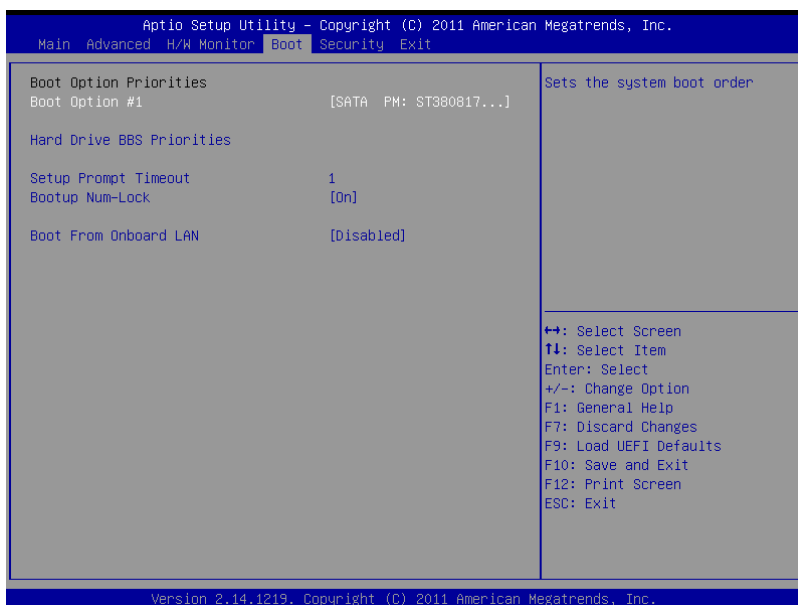 Aptio Setup Utility – Copyright (C) 2011 American Megatrends, Inc.
Main Advanced H/W Monitor Boot Security Exit
Boot Option Priorities
Boot Option #1 [SATA PM: ST380817...]
Hard Drive BBS Priorities
Setup Prompt Timeout 1
Bootup Num-Lock [On]
Boot From Onboard LAN [Disabled]
Sets the system boot order
↔: Select Screen
↑↓: Select Item
Enter: Select
+/-: Change Option
F1: General Help
F7: Discard Changes
F9: Load UEFI Defaults
F10: Save and Exit
F12: Print Screen
ESC: Exit
Version 2.14.1219. Copyright (C) 2011 American Megatrends, Inc.